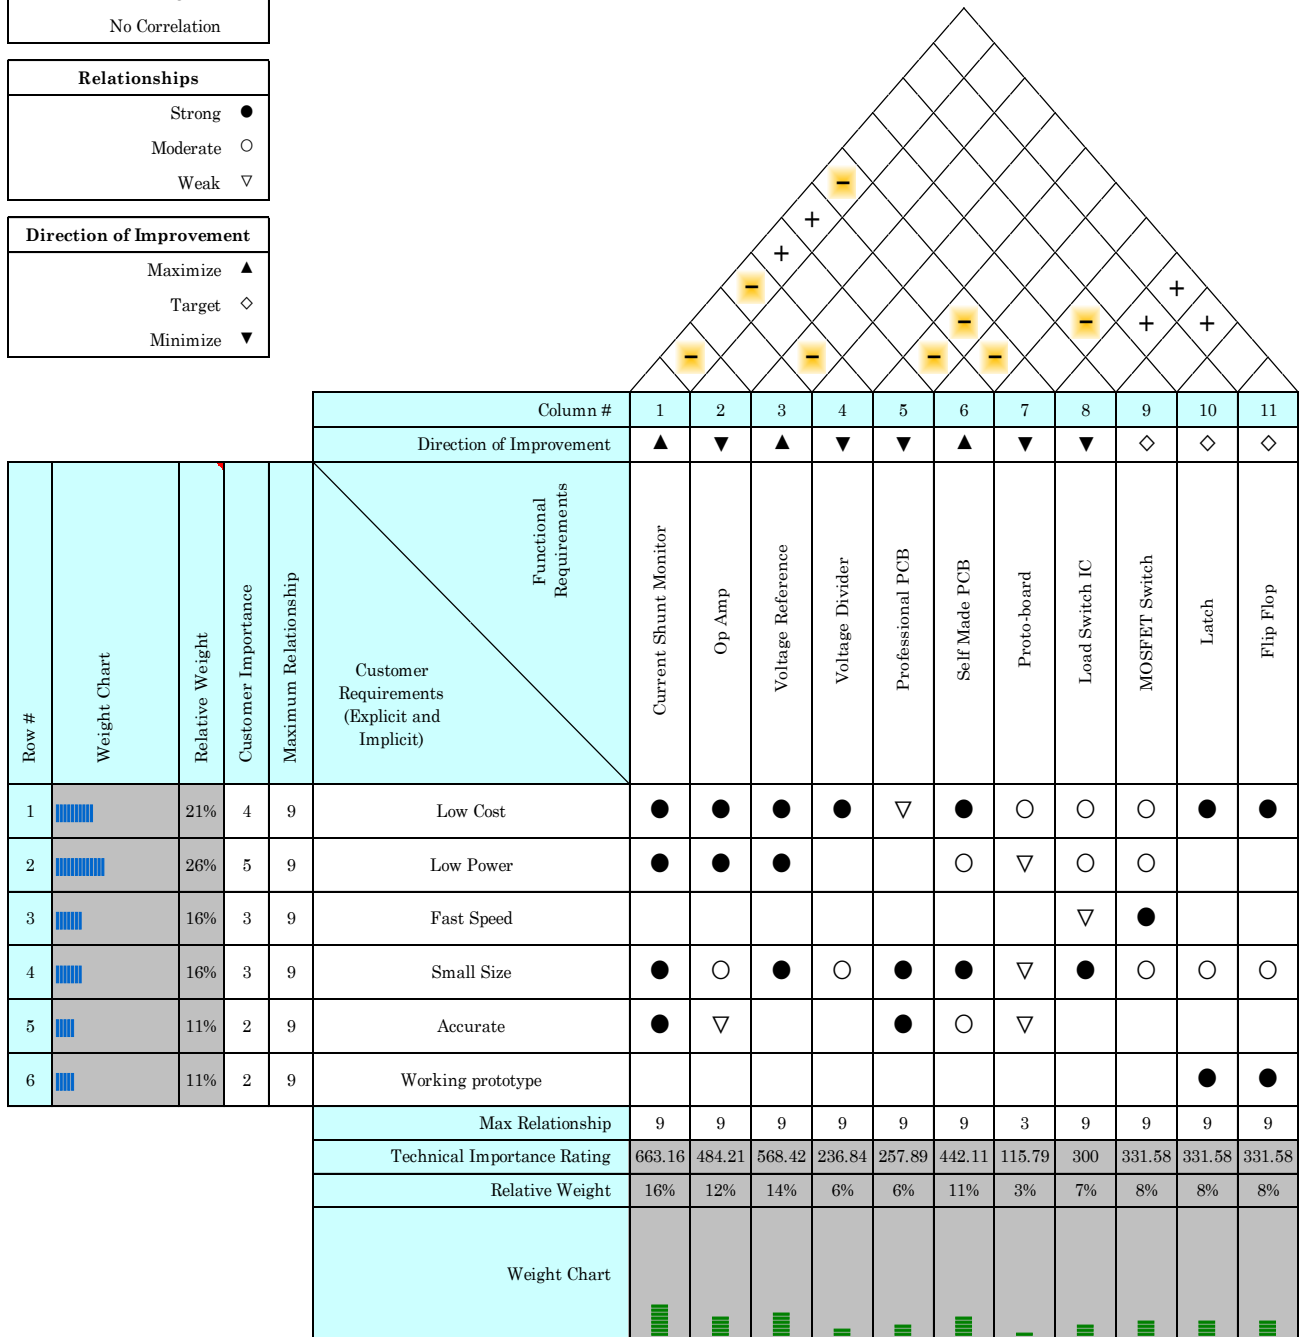 No Correlation
Relationships
Strong ●
Moderate ○
Weak ▽
Direction of Improvement
Maximize ▲
Target ◇
Minimize ▼
−
+
+
−
+
− − + +
− − − −
Column # 1 2 3 4 5 6 7 8 9 10 11
Direction of Improvement ▲ ▼ ▲ ▼ ▼ ▲ ▼ ▼ ◇ ◇ ◇
Row #
Weight Chart
Relative Weight
Customer Importance
Maximum Relationship
Functional
Requirements
Customer
Requirements
(Explicit and
Implicit)
Current Shunt Monitor
Op Amp
Voltage Reference
Voltage Divider
Professional PCB
Self Made PCB
Proto-board
Load Switch IC
MOSFET Switch
Latch
Flip Flop
1 21% 4 9 Low Cost ● ● ● ● ▽ ● ○ ○ ○ ● ●
2 26% 5 9 Low Power ● ● ● ○ ▽ ○ ○
3 16% 3 9 Fast Speed ▽ ●
4 16% 3 9 Small Size ● ○ ● ○ ● ● ▽ ● ○ ○ ○
5 11% 2 9 Accurate ● ▽ ● ○ ▽
6 11% 2 9 Working prototype ● ●
Max Relationship 9 9 9 9 9 9 3 9 9 9 9
Technical Importance Rating 663.16 484.21 568.42 236.84 257.89 442.11 115.79 300 331.58 331.58 331.58
Relative Weight 16% 12% 14% 6% 6% 11% 3% 7% 8% 8% 8%
Weight Chart